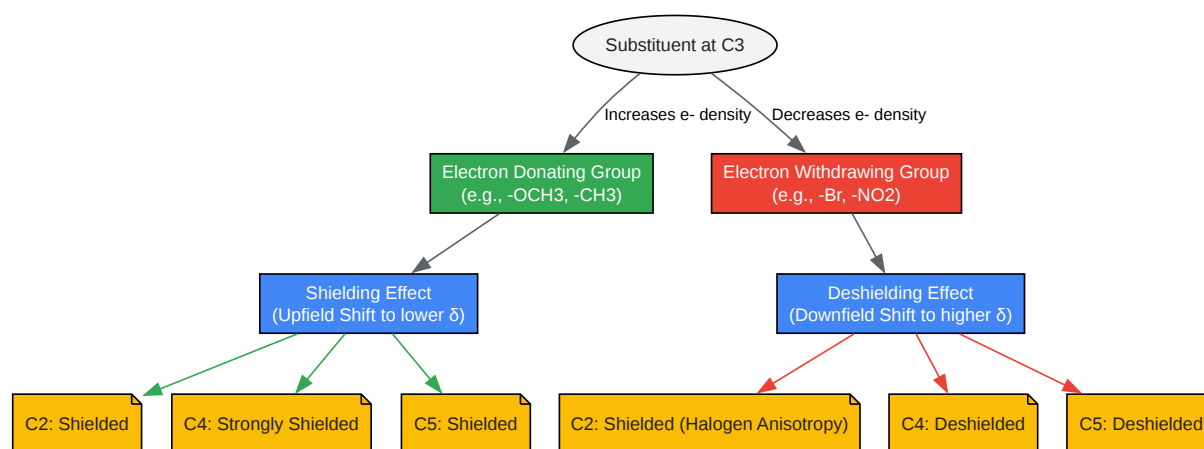 Substituent at C3
Increases e- density
Decreases e- density
Electron Donating Group
(e.g., -OCH3, -CH3)
Electron Withdrawing Group
(e.g., -Br, -NO2)
Shielding Effect
(Upfield Shift to lower δ)
Deshielding Effect
(Downfield Shift to higher δ)
C2: Shielded
C4: Strongly Shielded
C5: Shielded
C2: Shielded (Halogen Anisotropy)
C4: Deshielded
C5: Deshielded